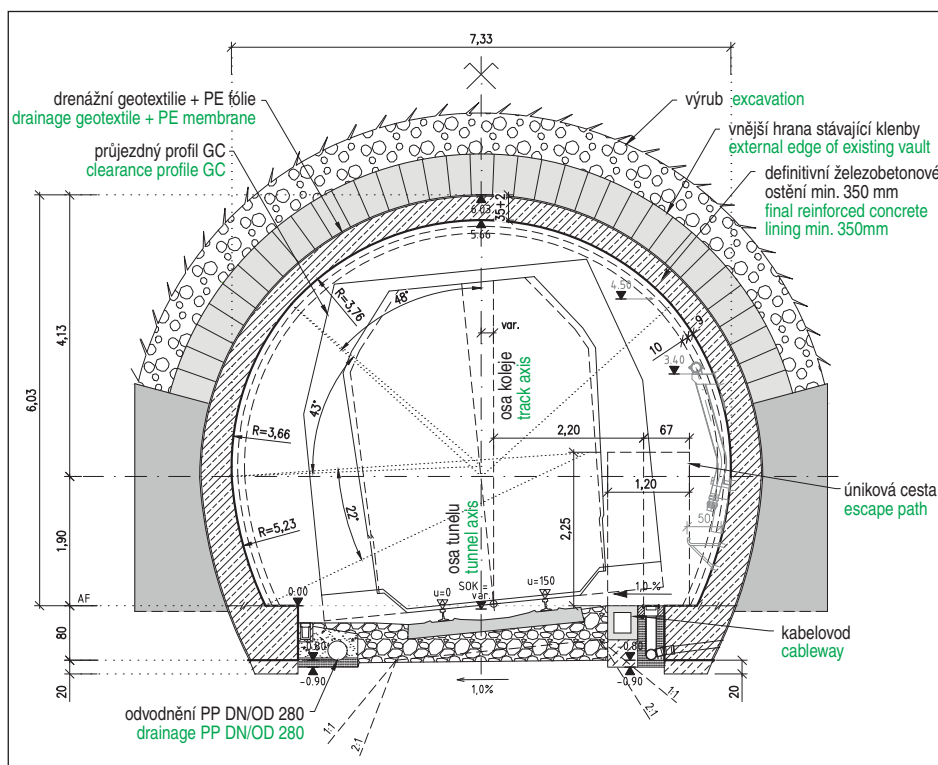 7,33
drenážní geotextilie + PE fólie
drainage geotextile + PE membrane
průjezdný profil GC
clearance profile GC
výrub excavation
vnější hrana stávající klenby
external edge of existing vault
definitivní železobetonové
ostění min. 350 mm
final reinforced concrete
lining min. 350mm
6,03
35+2
5,66
4,50
48°
R=3,76
var.
9
10
3,40
4,13
6,03
osa koleje
track axis
43°
R=3,66
2,20
67
1,20
úniková cesta
escape path
22°
R=5,23
osa tunelu
tunnel axis
2,25
50
1,90
AF
0,00
u=0
SOK =
var.
u=150
1,0 %
80
-0,80
-0,80
kabelovod
cableway
20
-0,90
1,0%
-0,90
20
odvodnění PP DN/OD 280
drainage PP DN/OD 280
1:1
2:1
2:1
1:1